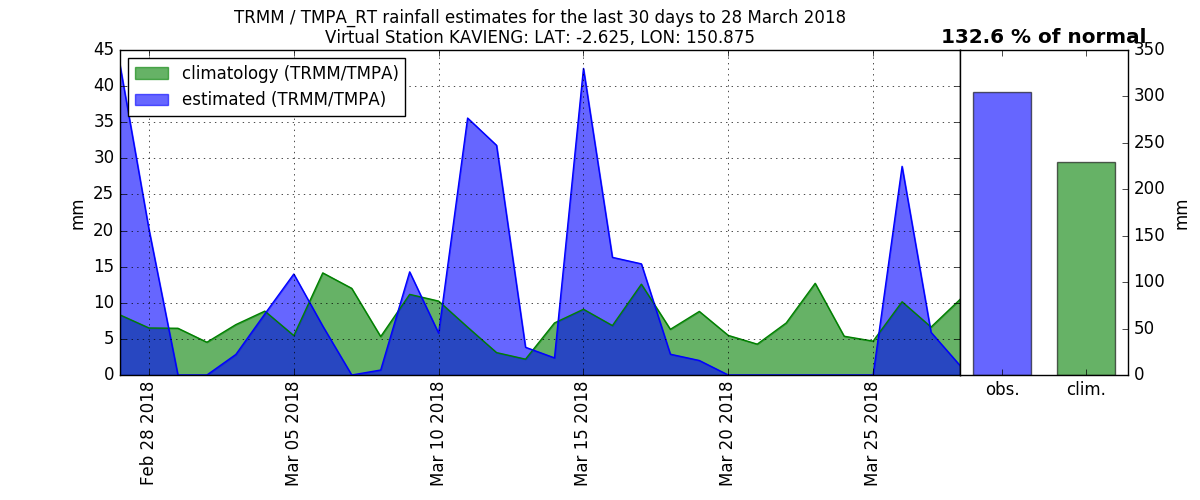 TRMM / TMPA_RT rainfall estimates for the last 30 days to 28 March 2018
Virtual Station KAVIENG: LAT: -2.625, LON: 150.875
132.6 % of normal
climatology (TRMM/TMPA)
estimated (TRMM/TMPA)
45
40
35
30
25
20
15
10
5
0
mm
Feb 28 2018
Mar 05 2018
Mar 10 2018
Mar 15 2018
Mar 20 2018
Mar 25 2018
obs.
clim.
350
300
250
200
150
100
50
0
mm